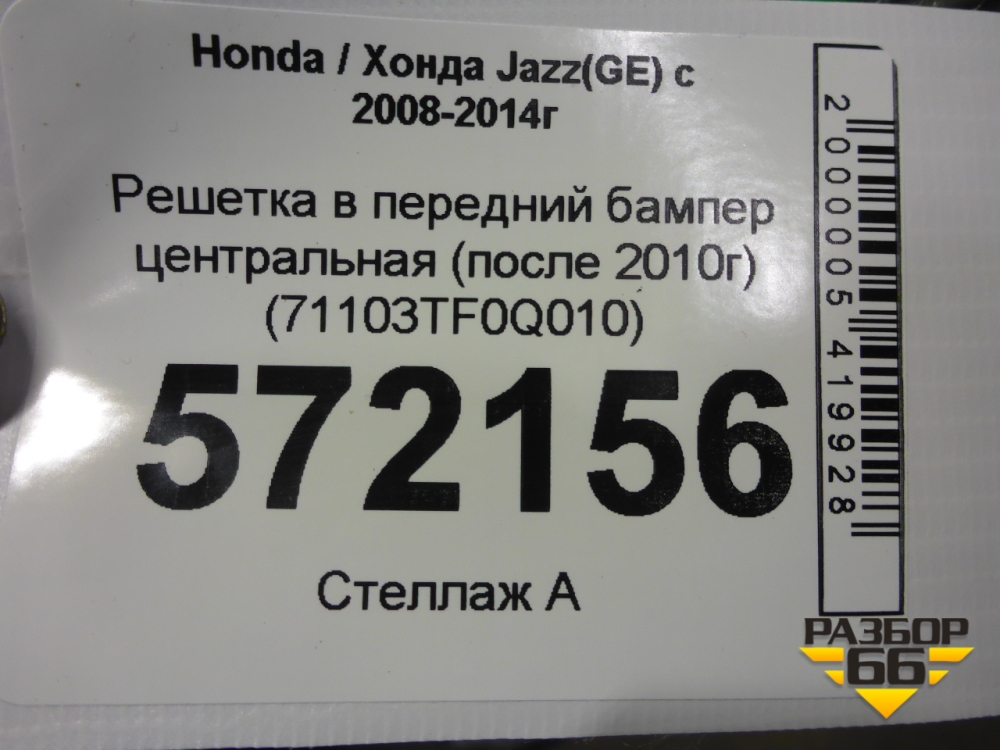 Honda / Хонда Jazz(GE) с
2008-2014г
Решетка в передний бампер
центральная (после 2010г)
(71103TF0Q010)
572156
Стеллаж А
2000005419928
РАЗБОР
66